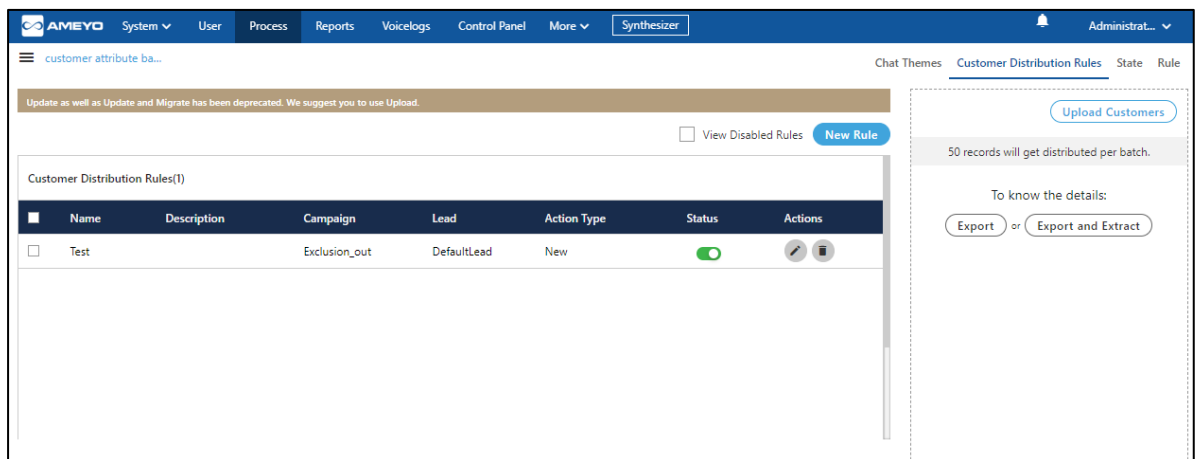 AMEYO System User Process Reports Voicelogs Control Panel More Synthesizer Administrat...
customer attribute ba... Chat Themes Customer Distribution Rules State Rule
Update as well as Update and Migrate has been deprecated. We suggest you to use Upload.
Upload Customers
View Disabled Rules New Rule
50 records will get distributed per batch.
Customer Distribution Rules(1)
To know the details:
Name Description Campaign Lead Action Type Status Actions
Export or Export and Extract
Test Exclusion_out DefaultLead New